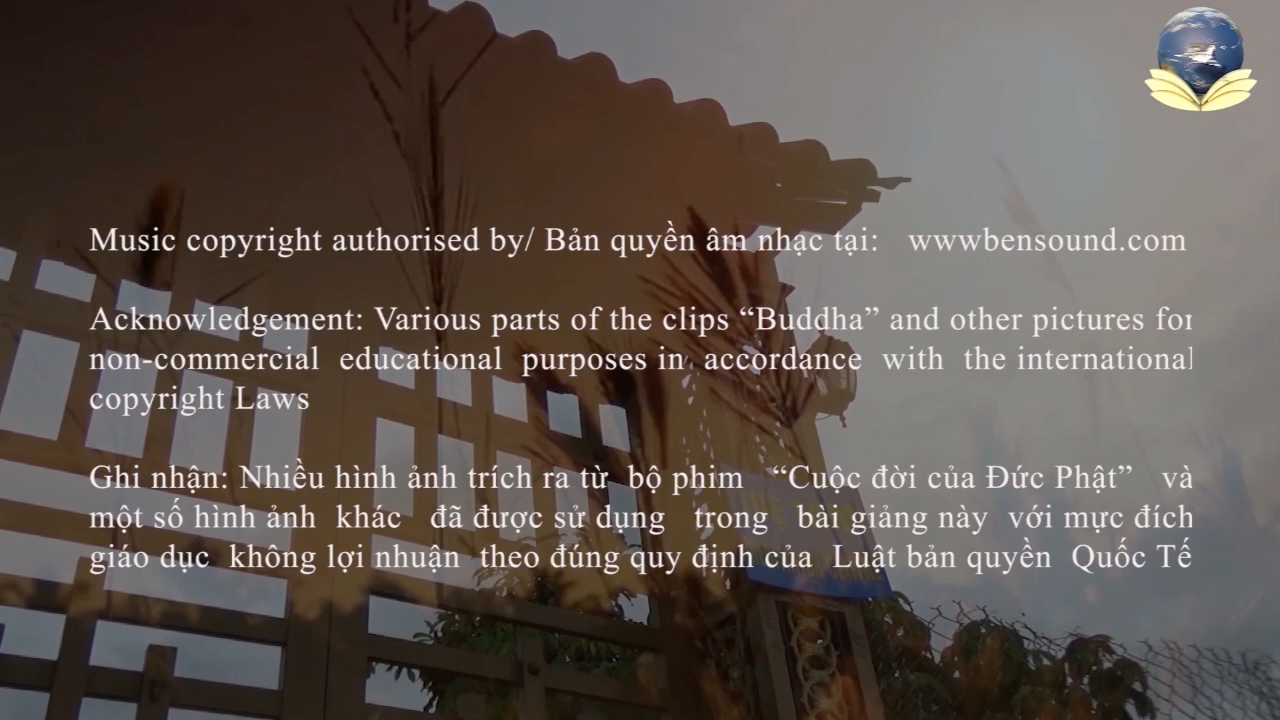 Music copyright authorised by/ Bản quyền âm nhạc tại: wwwbensound.com
Acknowledgement: Various parts of the clips “Buddha” and other pictures for
non-commercial educational purposes in accordance with the international
copyright Laws
Ghi nhận: Nhiều hình ảnh trích ra từ bộ phim “Cuộc đời của Đức Phật” và
một số hình ảnh khác đã được sử dụng trong bài giảng này với mực đích
giáo dục không lợi nhuận theo đúng quy định của Luật bản quyền Quốc Tế